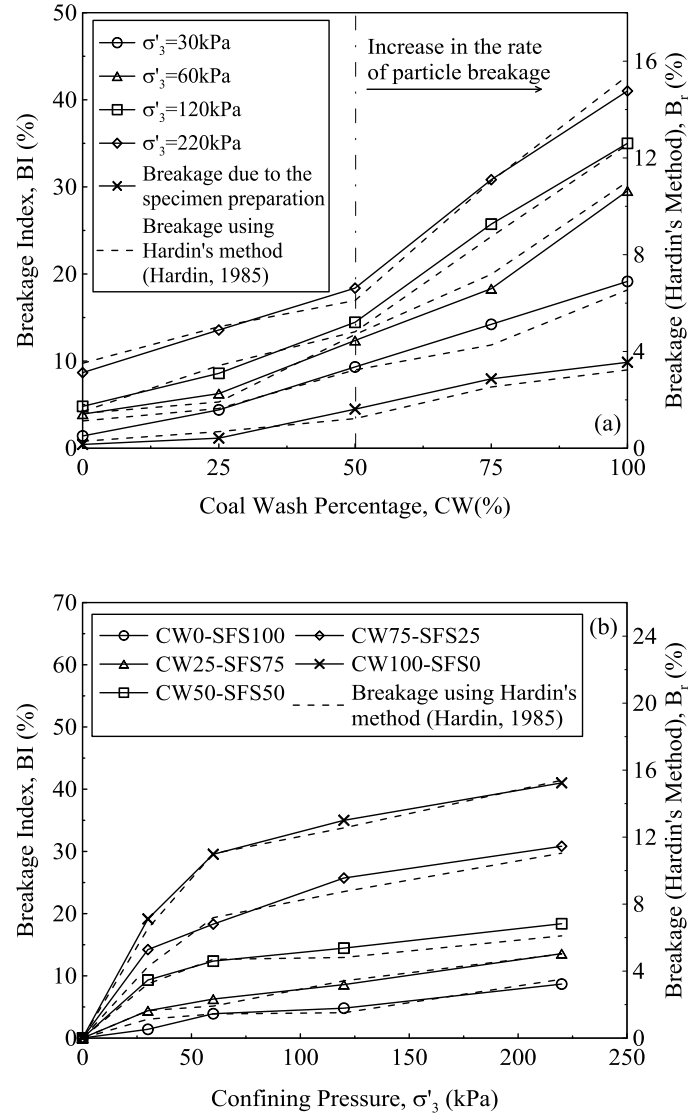 50
40
30
20
10
0
Breakage Index, BI (%)
σ'3=30kPa
σ'3=60kPa
σ'3=120kPa
σ'3=220kPa
Breakage due to the
specimen preparation
Breakage using
Hardin's method
(Hardin, 1985)
Increase in the rate
of particle breakage
16
12
8
4
0
Breakage (Hardin's Method), Br (%)
(a)
0 25 50 75 100
Coal Wash Percentage, CW(%)
70
60
50
40
30
20
10
0
Breakage Index, BI (%)
CW0-SFS100 CW75-SFS25
CW25-SFS75 CW100-SFS0
CW50-SFS50 Breakage using Hardin's
method (Hardin, 1985)
(b)
24
20
16
12
8
4
0
Breakage (Hardin's Method), Br (%)
0 50 100 150 200 250
Confining Pressure, σ'3 (kPa)